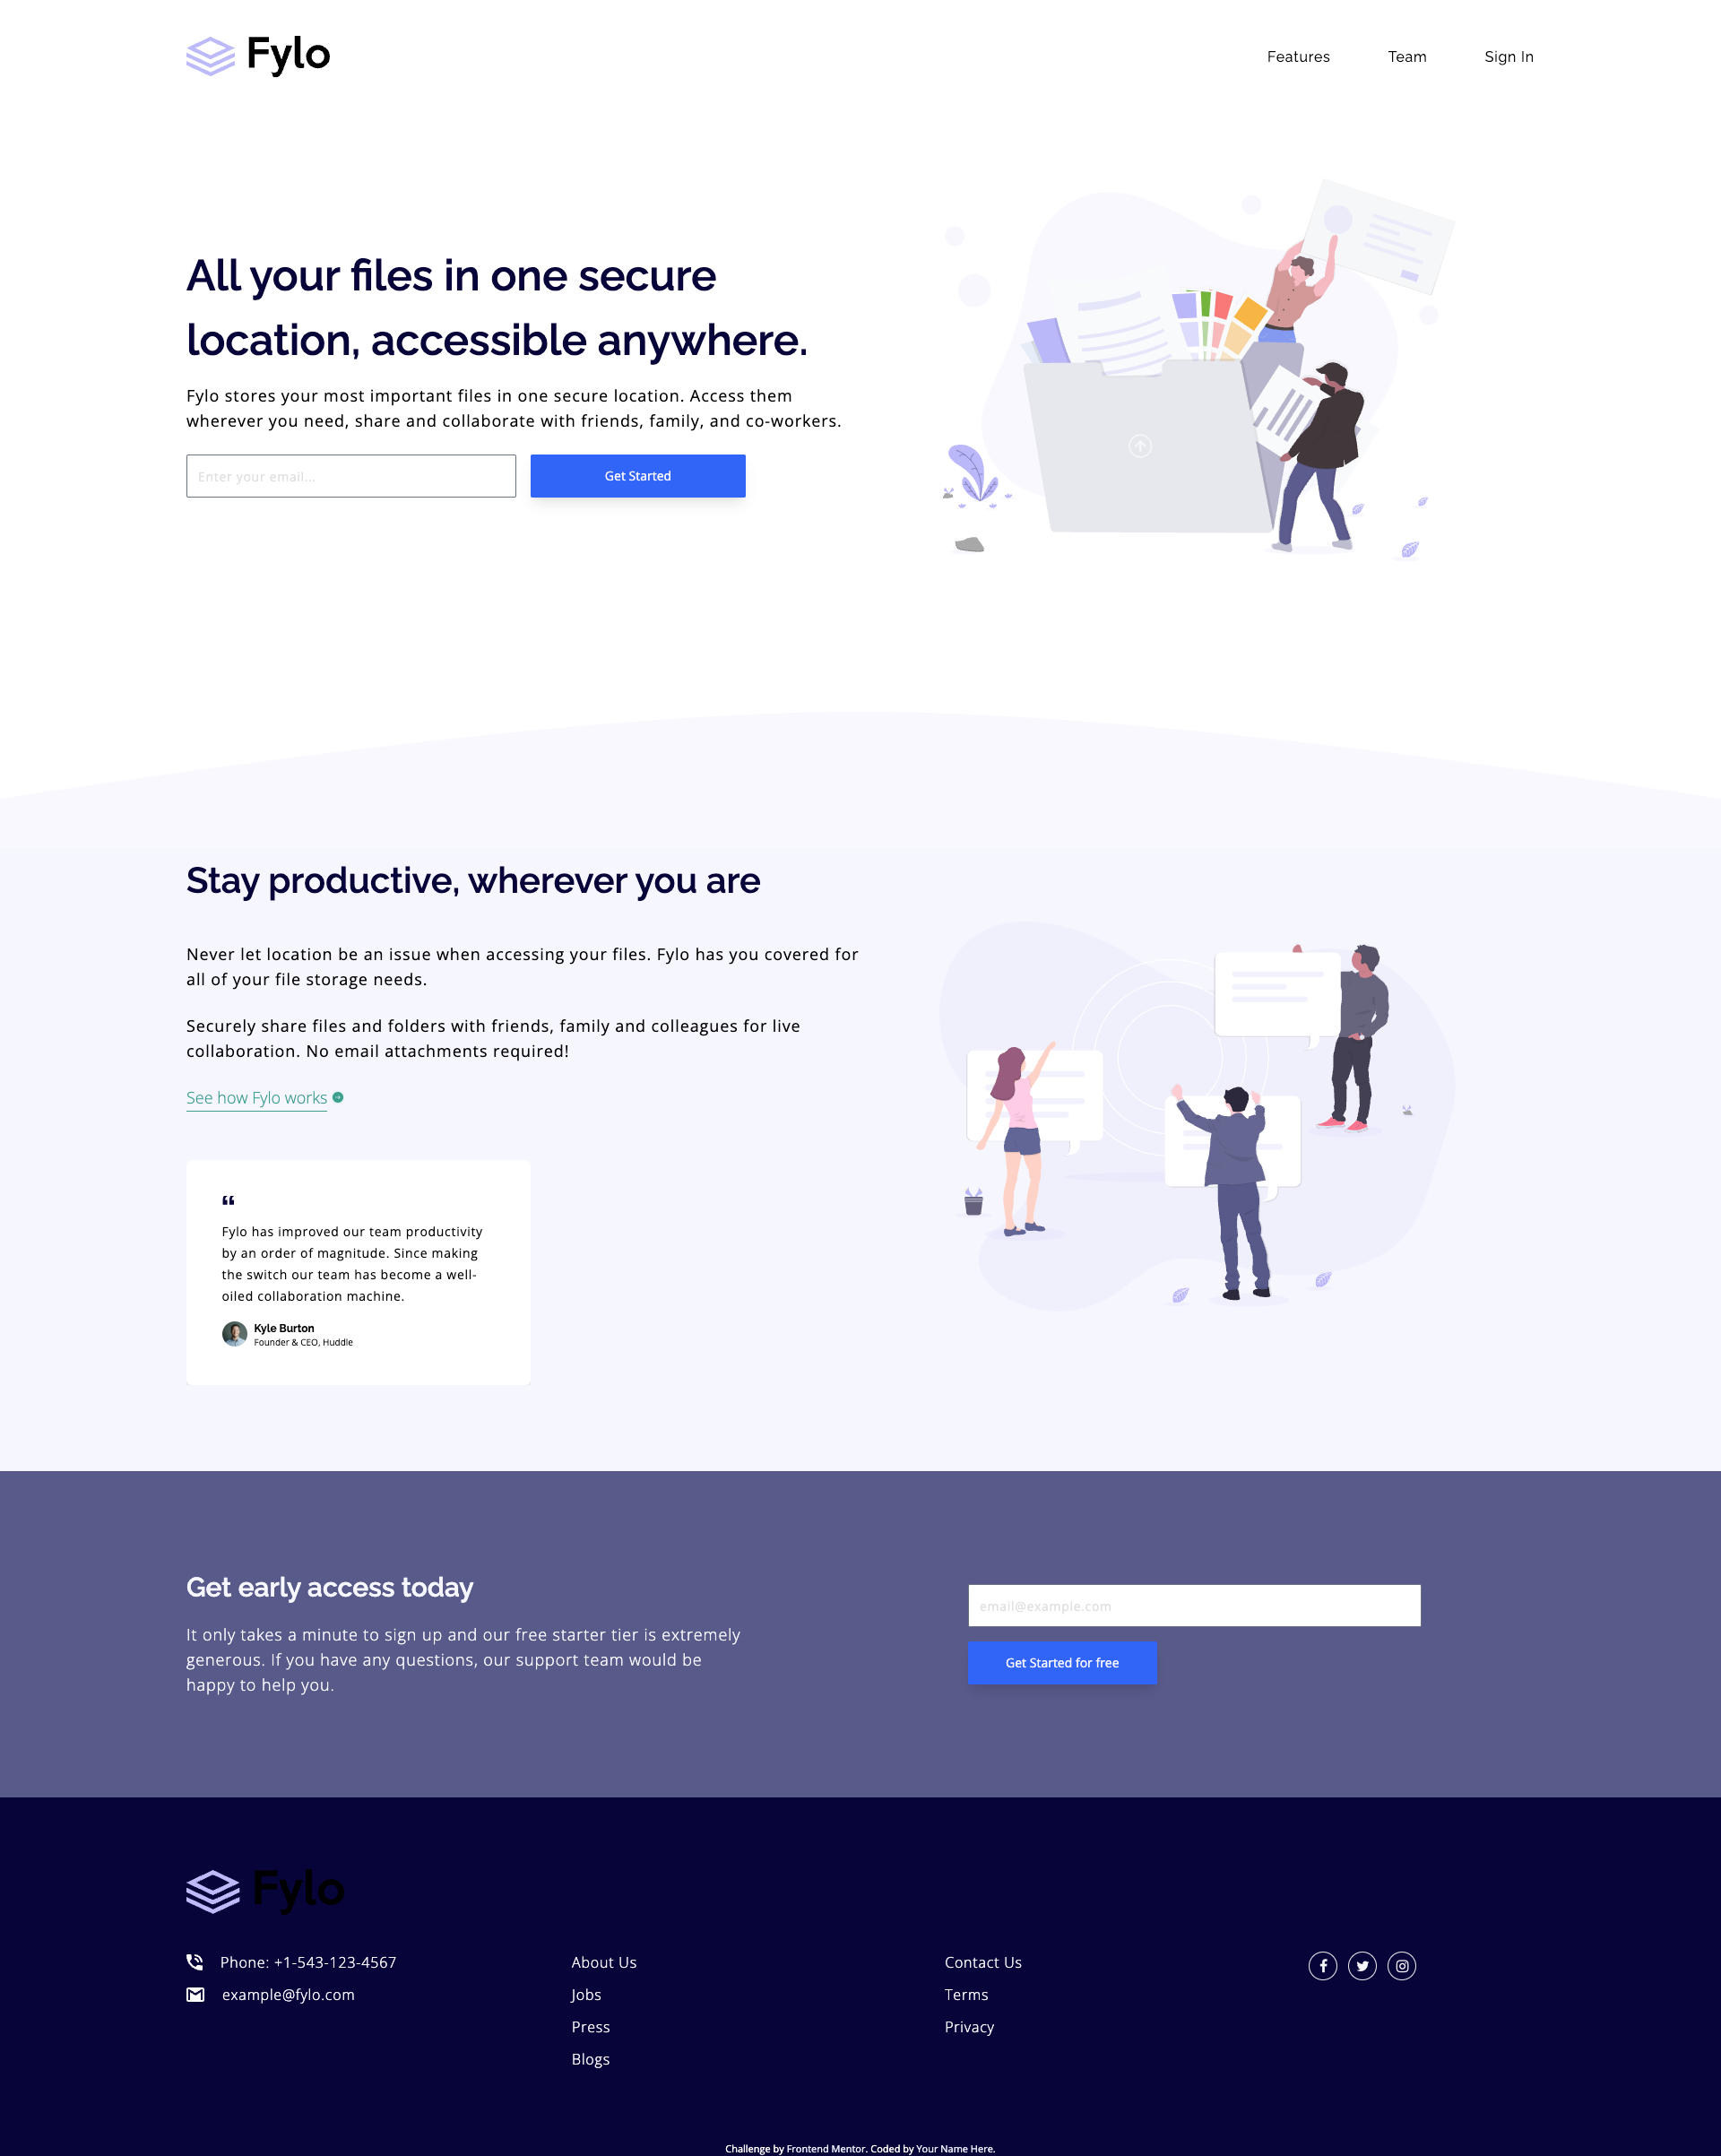 Fylo
Features
Team
Sign In
All your files in one secure
location, accessible anywhere.
Fylo stores your most important files in one secure location. Access them
wherever you need, share and collaborate with friends, family, and co-workers.
Enter your email...
Get Started
Stay productive, wherever you are
Never let location be an issue when accessing your files. Fylo has you covered for
all of your file storage needs.
Securely share files and folders with friends, family and colleagues for live
collaboration. No email attachments required!
See how Fylo works
“
Fylo has improved our team productivity
by an order of magnitude. Since making
the switch our team has become a well-
oiled collaboration machine.
Kyle Burton
Founder & CEO, Huddle
Get early access today
It only takes a minute to sign up and our free starter tier is extremely
generous. If you have any questions, our support team would be
happy to help you.
email@example.com
Get Started for free
Fylo
Phone: +1-543-123-4567
example@fylo.com
About Us
Jobs
Press
Blogs
Contact Us
Terms
Privacy
Challenge by Frontend Mentor. Coded by Your Name Here.